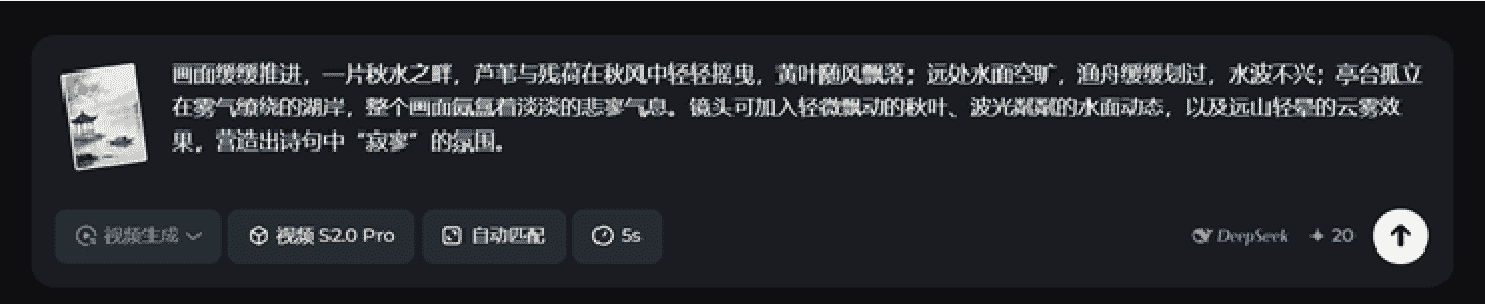 画面缓缓推进，一片秋水之畔，芦苇与残荷在秋风中轻轻摇曳，黄叶随风飘落；远处水面空旷，渔舟缓缓划过，水波不兴；亭台孤立
在雾气缭绕的湖岸，整个画面氤氲着淡淡的悲寥气息。镜头可加入轻微飘动的秋叶、波光粼粼的水面动态，以及远山轻晕的云雾效
果，营造出诗句中“寂寥”的氛围。
视频生成 视频 S2.0 Pro 自动匹配 5s DeepSeek 20